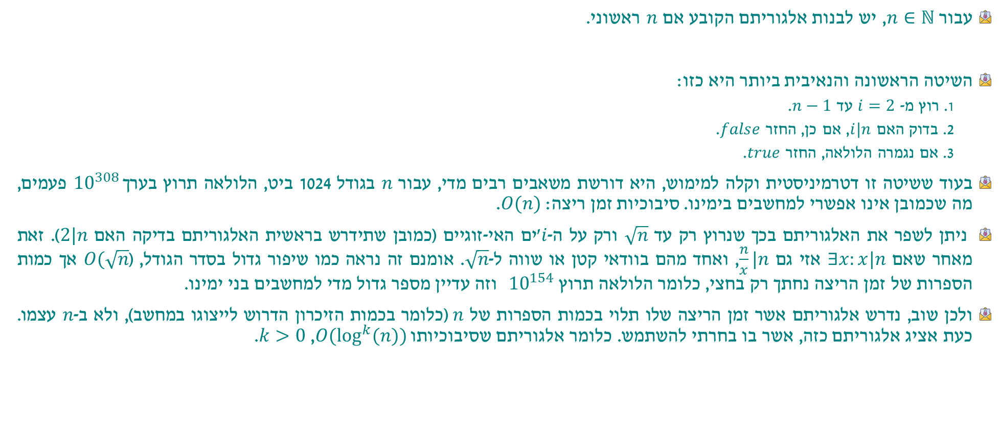 עבור n ∈ ℕ, יש לבנות אלגוריתם הקובע אם n ראשוני.
השיטה הראשונה והנאיבית ביותר היא כזו:
1. רוץ מ- i = 2 עד n − 1.
2. בדוק האם i|n, אם כן, החזר false.
3. אם נגמרה הלולאה, החזר true.
בעוד ששיטה זו דטרמיניסטית וקלה למימוש, היא דורשת משאבים רבים מדי, עבור n בגודל 1024 ביט, הלולאה תרוץ בערך 10^308 פעמים,
מה שכמובן אינו אפשרי למחשבים בימינו. סיבוכיות זמן ריצה: O(n).
ניתן לשפר את האלגוריתם בכך שנרוץ רק עד √n ורק על ה-i'ים האי-זוגיים (כמובן שתידרש בראשית האלגוריתם בדיקה האם 2|n). זאת
מאחר שאם ∃x: x|n אזי גם n/x |n, ואחד מהם בוודאי קטן או שווה ל-√n. אומנם זה נראה כמו שיפור גדול בסדר הגודל, (O(√n אך כמות
הספרות של זמן הריצה נחתך רק בחצי, כלומר הלולאה תרוץ 10^154 וזה עדיין מספר גדול מדי למחשבים בני ימינו.
ולכן שוב, נדרש אלגוריתם אשר זמן הריצה שלו תלוי בכמות הספרות של n (כלומר בכמות הזיכרון הדרוש לייצוגו במחשב), ולא ב-n עצמו.
כעת אציג אלגוריתם כזה, אשר בו בחרתי להשתמש. כלומר אלגוריתם שסיבוכיותו O(log^k(n)), k > 0.